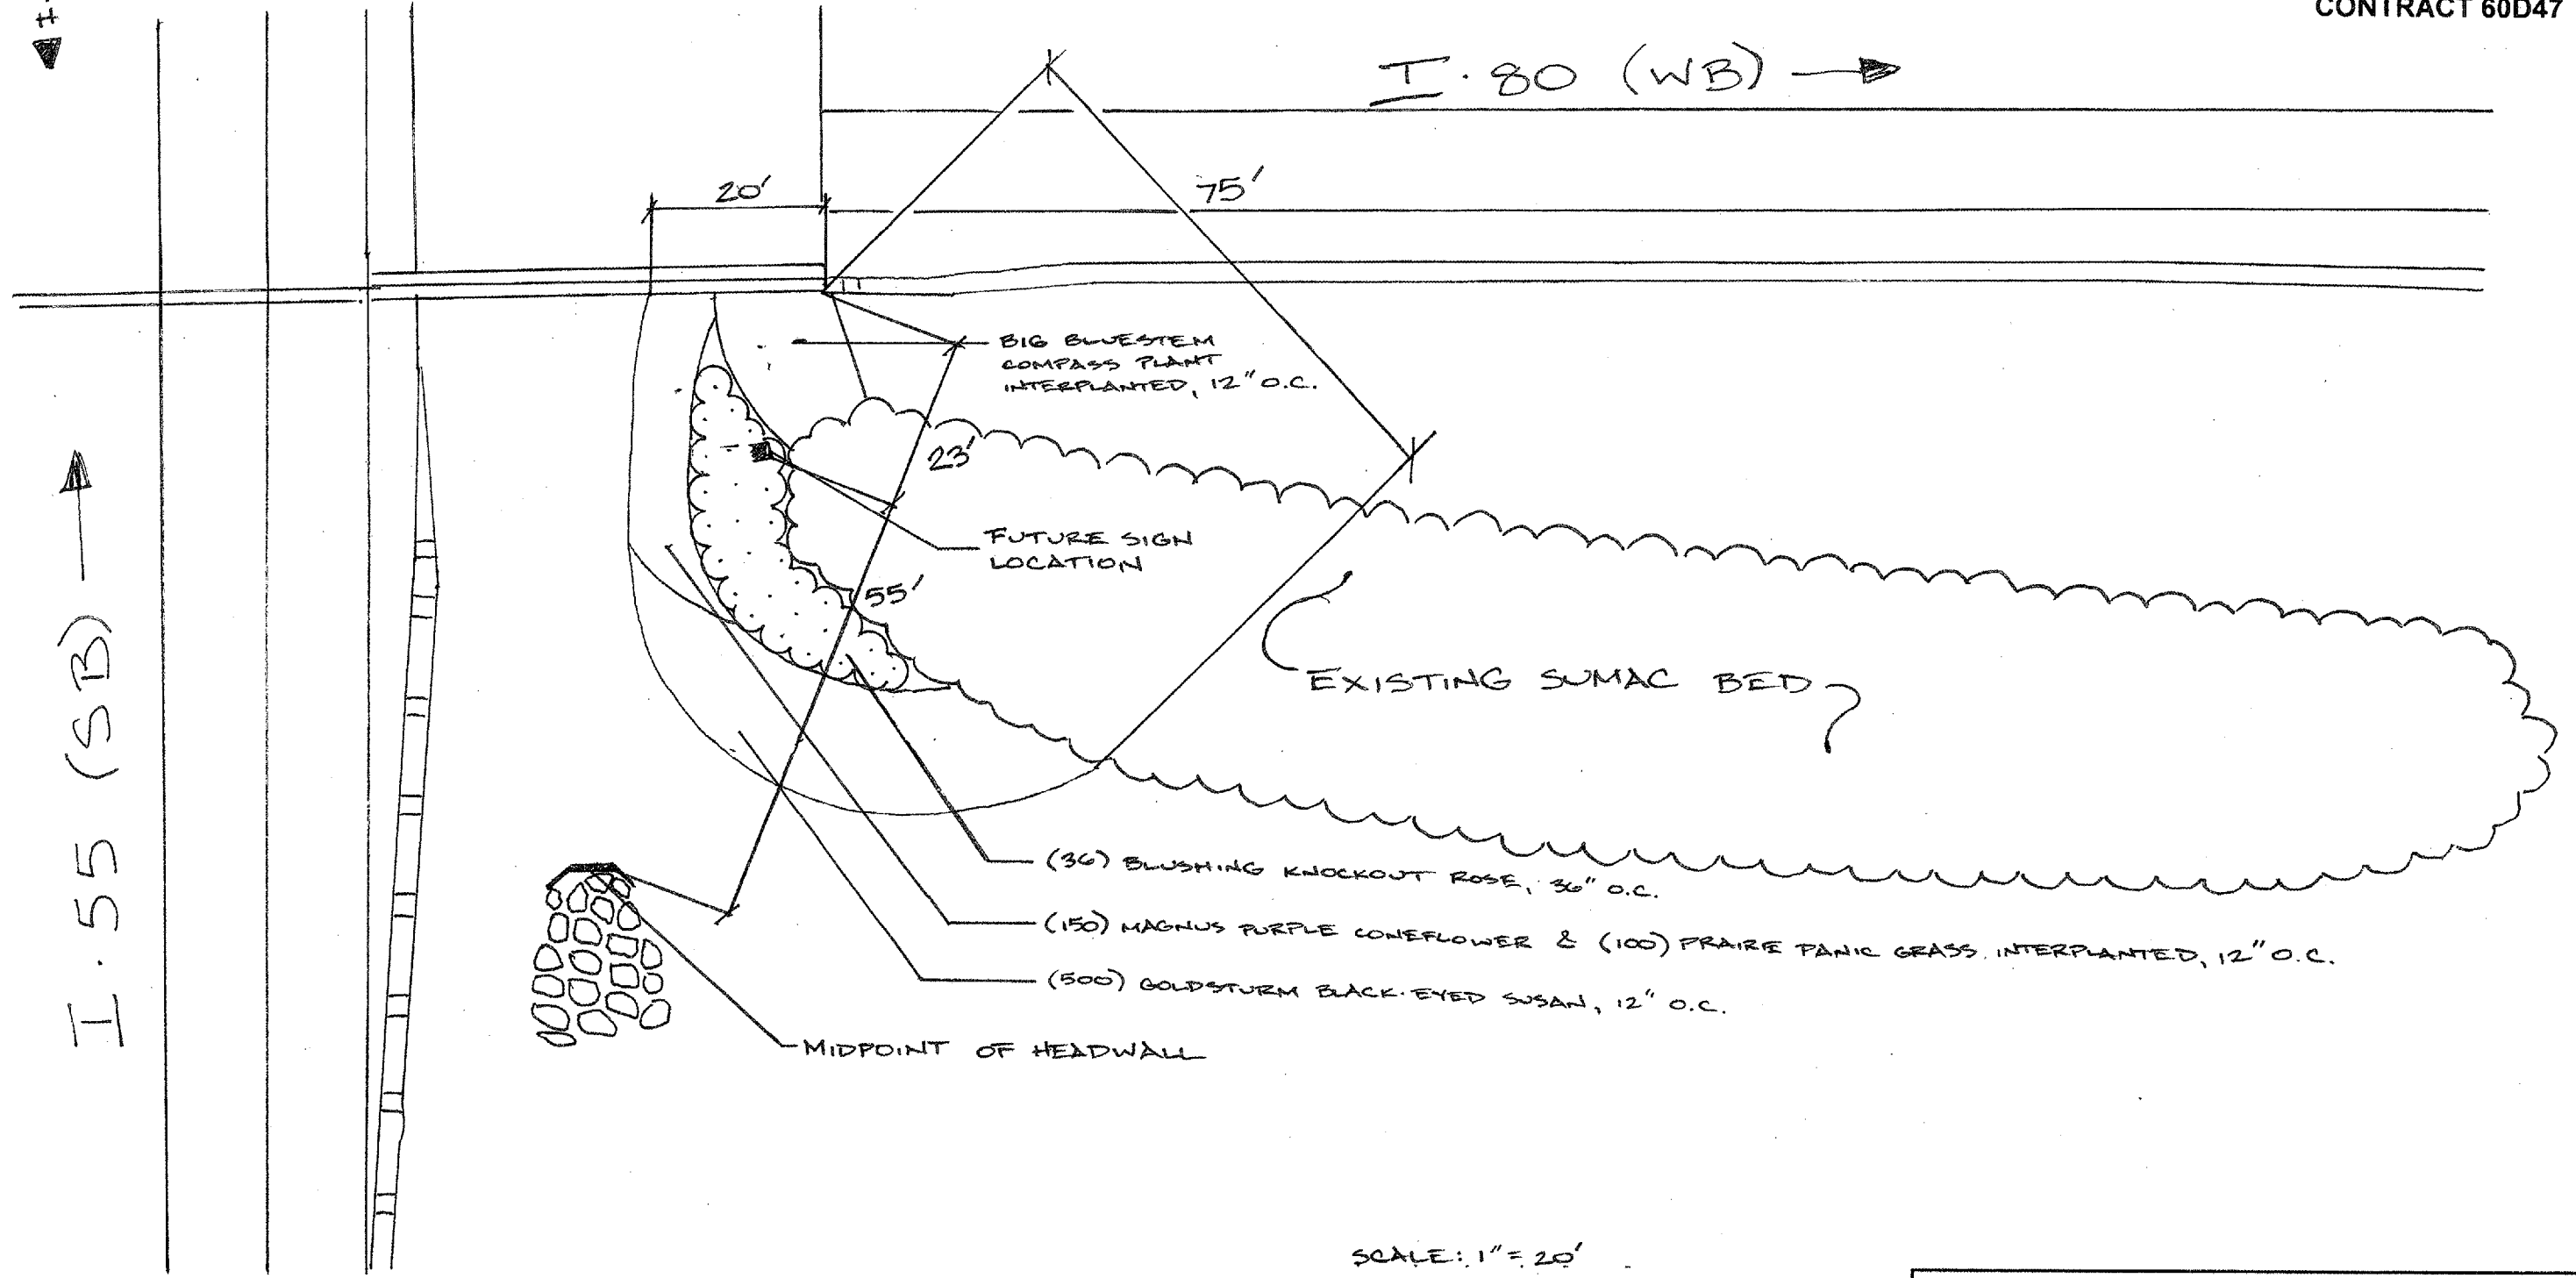 CONTRACT 60D47
I.80 (WB)
20'
75'
BIG BLUESTEM
COMPASS PLANT
INTERPLANTED, 12" O.C.
23'
FUTURE SIGN
LOCATION
55'
I.55 (SB)
EXISTING SUMAC BED
(36) BLUSHING KNOCKOUT ROSE, 36" O.C.
(150) MAGNUS PURPLE CONEFLOWER & (100) PRAIRE PANIC GRASS INTERPLANTED, 12" O.C.
(500) GOLDSTURM BLACK-EYED SUSAN, 12" O.C.
MIDPOINT OF HEADWALL
SCALE: 1" = 20'